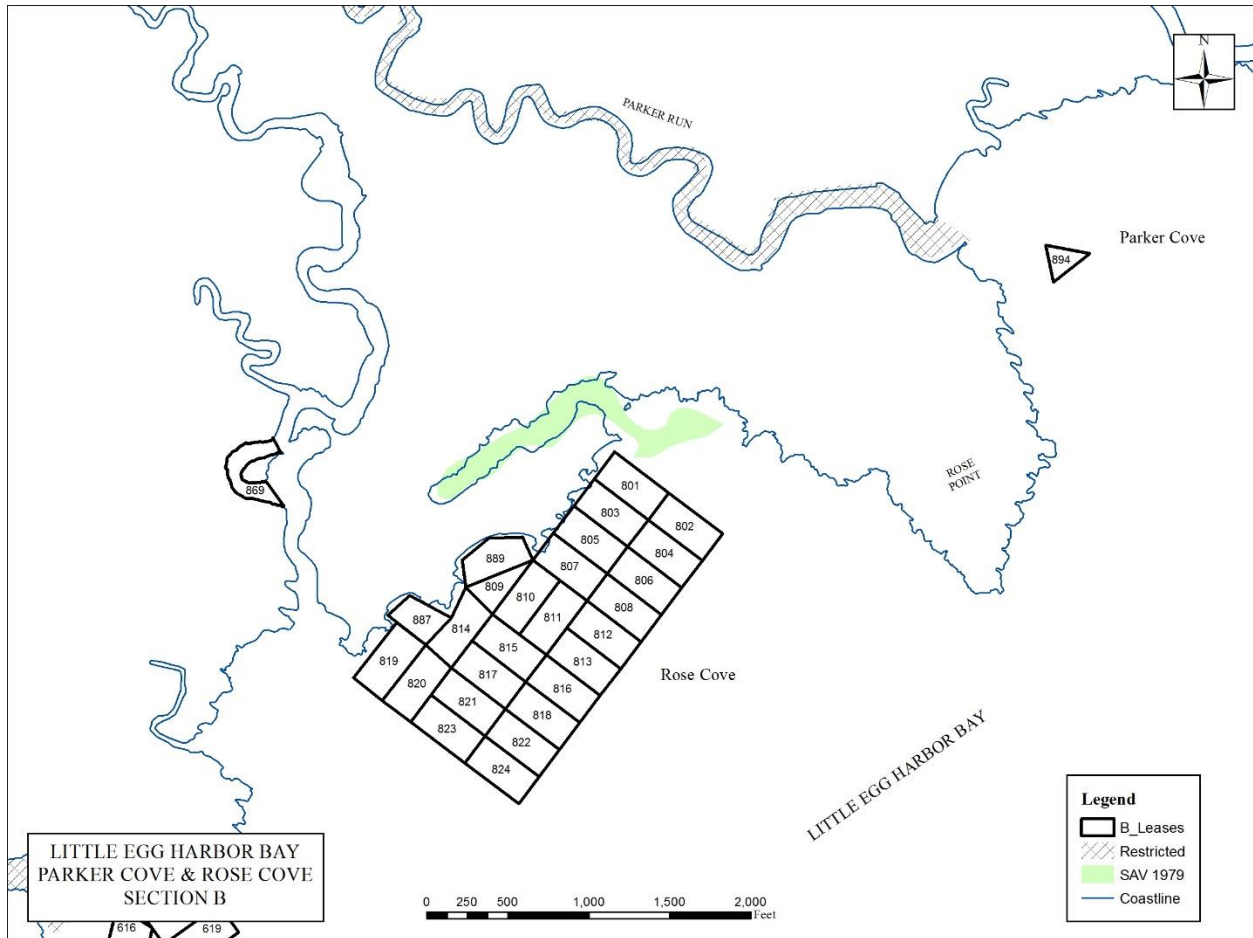 N
PARKER RUN
Parker Cove
894
ROSE
POINT
869
801
802
803
804
805
806
807
808
889
809
810
811
812
887
814
815
813
819
820
817
816
821
818
823
822
824
Rose Cove
LITTLE EGG HARBOR BAY
LITTLE EGG HARBOR BAY
PARKER COVE & ROSE COVE
SECTION B
616
619
0 250 500 1,000 1,500 2,000
Feet
Legend
B_Leases
Restricted
SAV 1979
Coastline